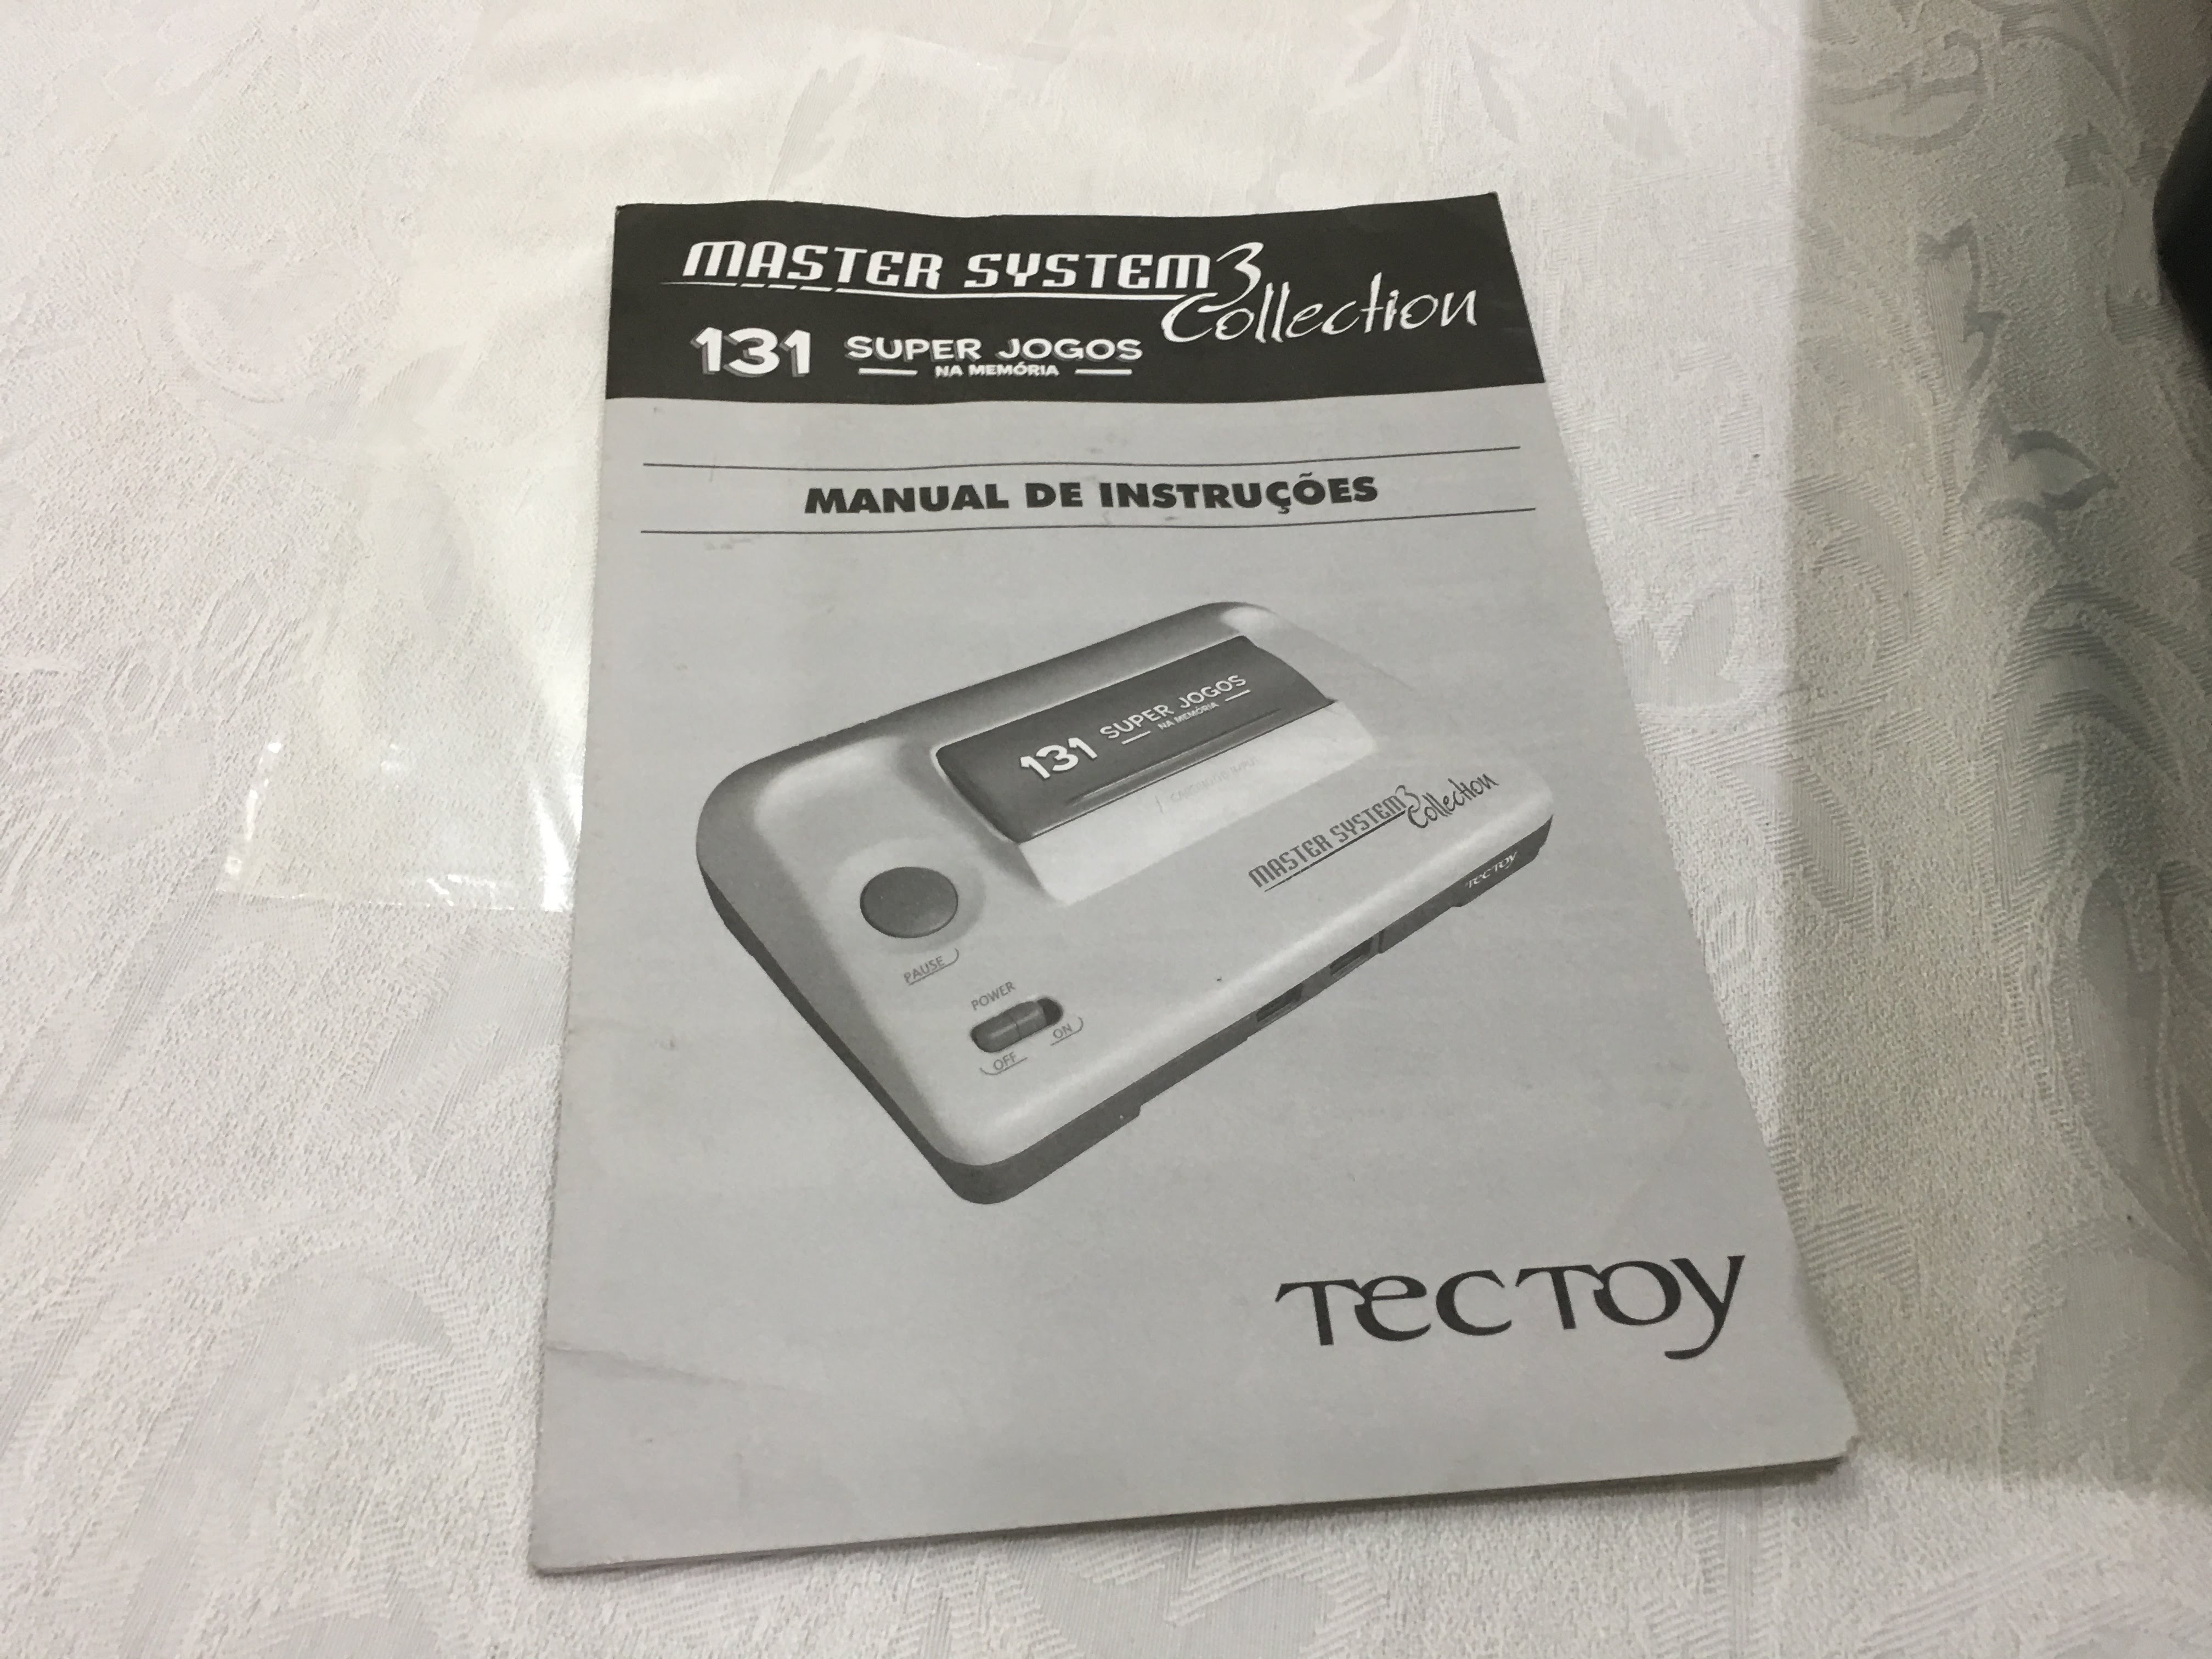 MASTER SYSTEM 3
Collection
131 SUPER JOGOS
NA MEMÓRIA
MANUAL DE INSTRUÇÕES
131 SUPER JOGOS
NA MEMÓRIA
MASTER SYSTEM 3
Collection
TECTOY
PAUSE
POWER
ON
OFF
TECTOY